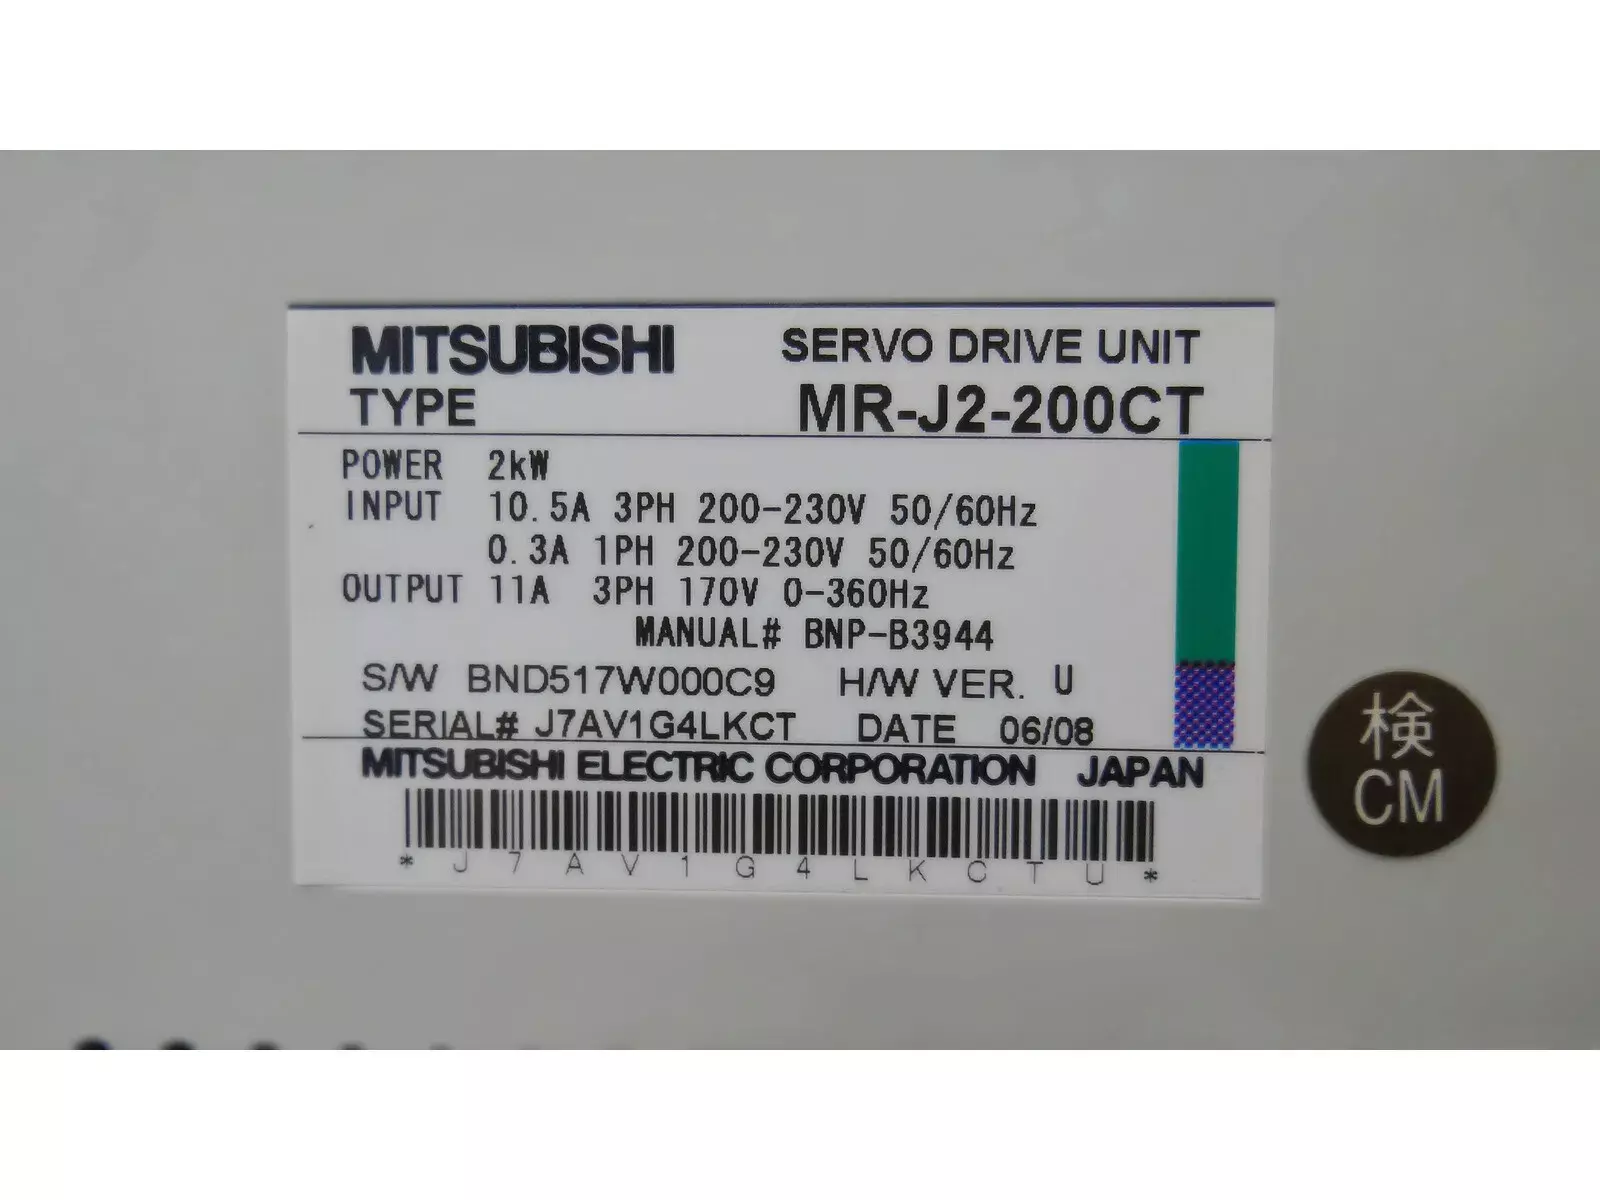 MITSUBISHI SERVO DRIVE UNIT
TYPE MR-J2-200CT
POWER 2kW
INPUT 10.5A 3PH 200-230V 50/60Hz
0.3A 1PH 200-230V 50/60Hz
OUTPUT 11A 3PH 170V 0-360Hz
MANUAL# BNP-B3944
S/W BND517W000C9 H/W VER. U
SERIAL# J7AV1G4LKCT DATE 06/08
MITSUBISHI ELECTRIC CORPORATION JAPAN
*J7AV1G4LKCTU*
検
CM